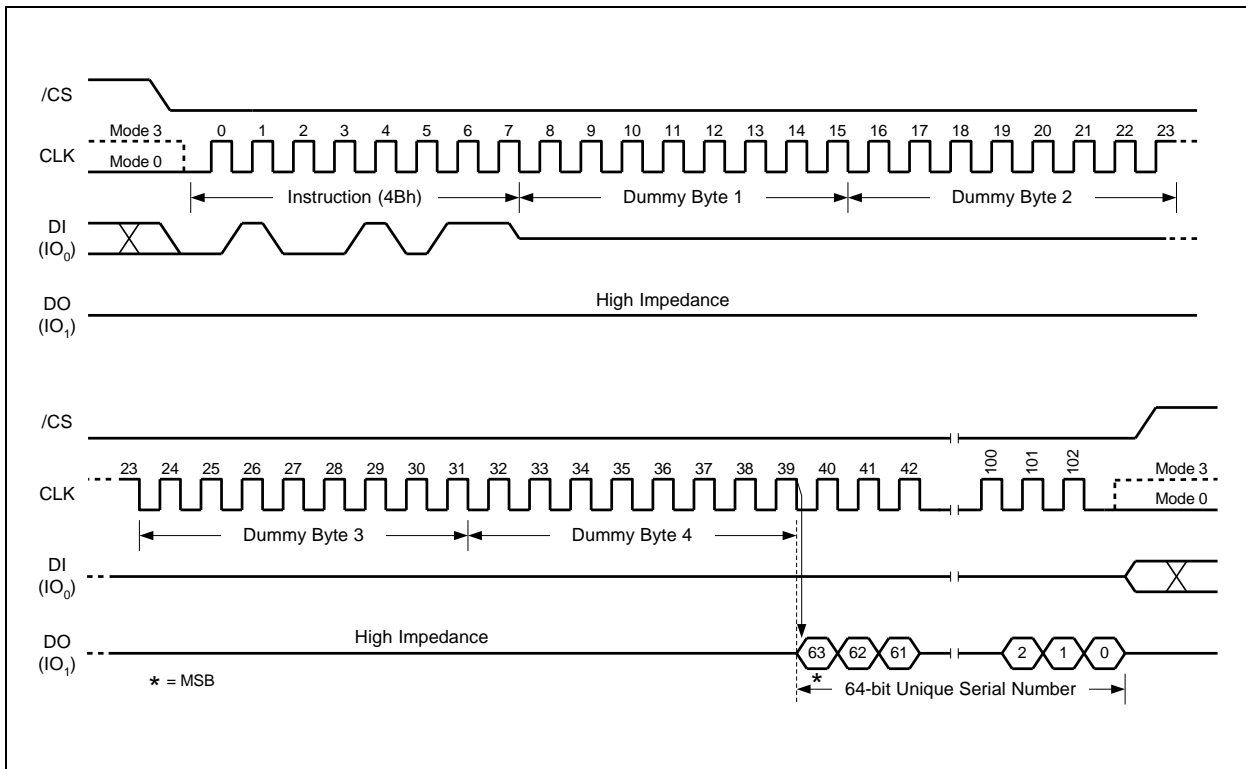 /CS
0 1 2 3 4 5 6 7 8 9 10 11 12 13 14 15 16 17 18 19 20 21 22 23
Mode 3
CLK
Mode 0
Instruction (4Bh) Dummy Byte 1 Dummy Byte 2
DI
(IO0)
High Impedance
DO
(IO1)
/CS
23 24 25 26 27 28 29 30 31 32 33 34 35 36 37 38 39 40 41 42 100 101 102
Mode 3
CLK
Mode 0
Dummy Byte 3 Dummy Byte 4
DI
(IO0)
High Impedance
DO
(IO1)
63 62 61 2 1 0
* = MSB
*
64-bit Unique Serial Number